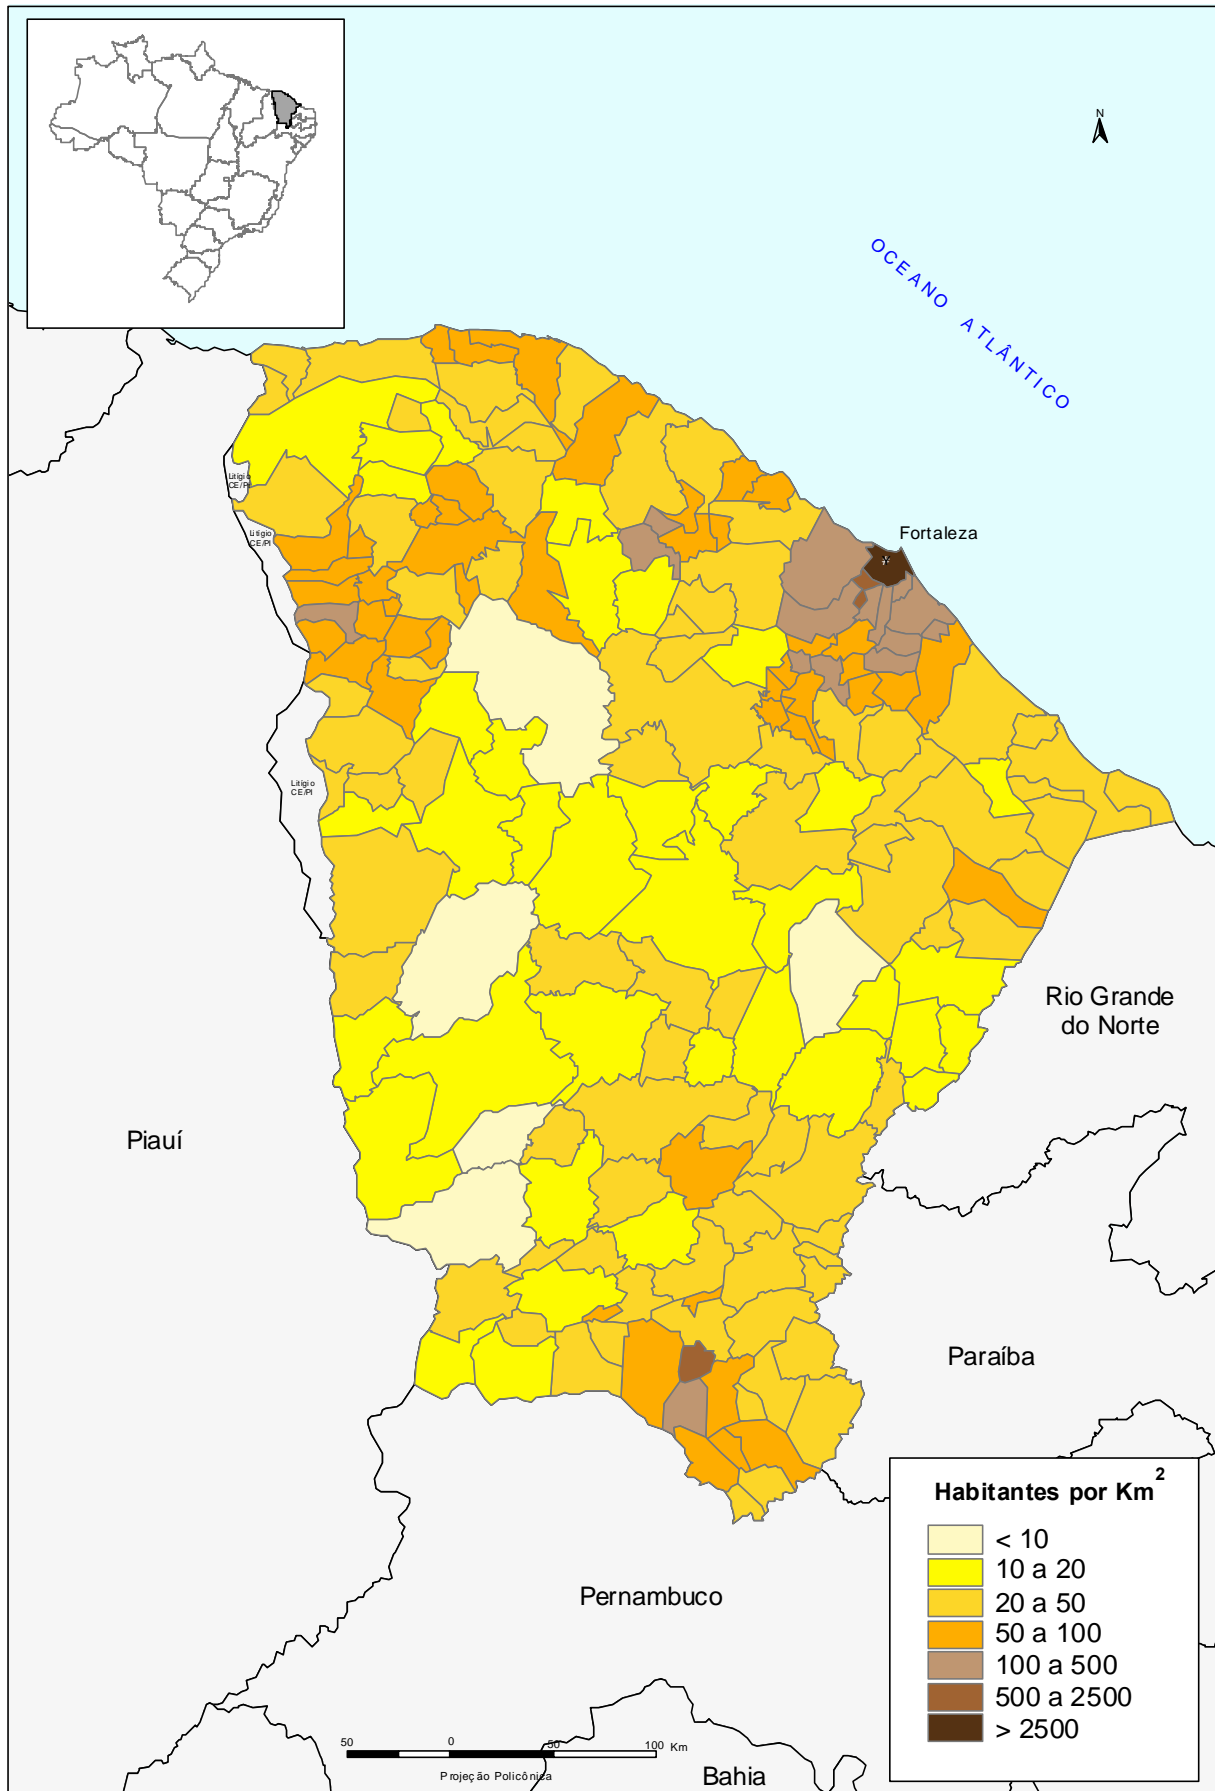 N
OCEANO ATLÂNTICO
Litígio
CE/PI
Fortaleza
Litígio
CE/PI
Litígio
CE/PI
Rio Grande
do Norte
Piauí
Paraíba
Habitantes por Km²
< 10
10 a 20
20 a 50
50 a 100
100 a 500
500 a 2500
> 2500
Pernambuco
50 0 50 100 Km
Projeção Policônica
Bahia